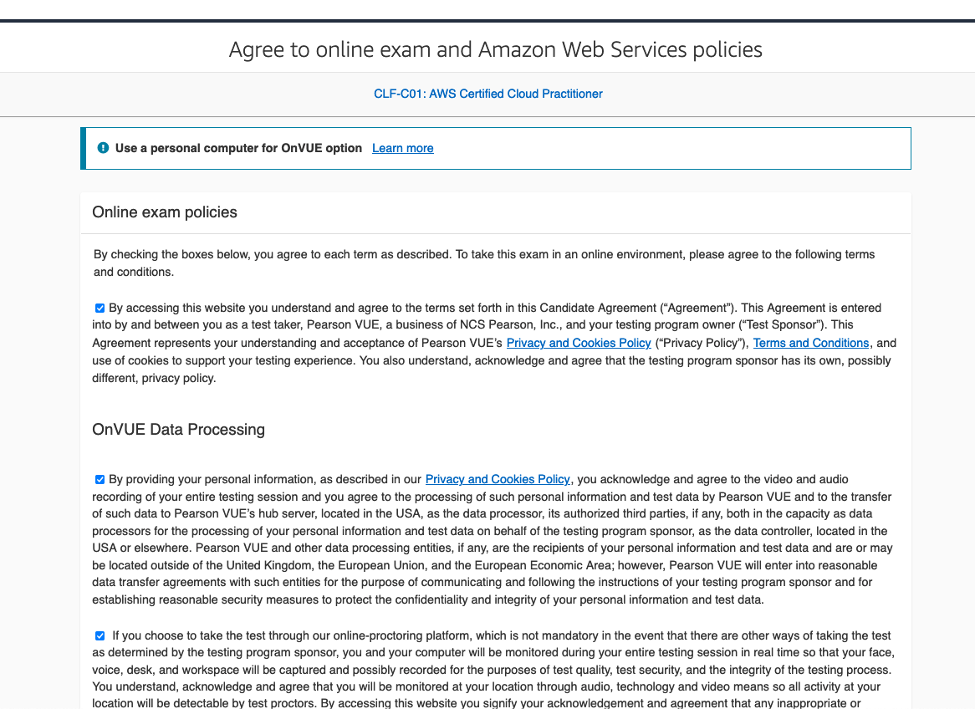 Agree to online exam and Amazon Web Services policies
CLF-C01: AWS Certified Cloud Practitioner
Use a personal computer for OnVUE option Learn more
Online exam policies
By checking the boxes below, you agree to each term as described. To take this exam in an online environment, please agree to the following terms
and conditions.
By accessing this website you understand and agree to the terms set forth in this Candidate Agreement (“Agreement”). This Agreement is entered
into by and between you as a test taker, Pearson VUE, a business of NCS Pearson, Inc., and your testing program owner (“Test Sponsor”). This
Agreement represents your understanding and acceptance of Pearson VUE’s Privacy and Cookies Policy (“Privacy Policy”), Terms and Conditions, and
use of cookies to support your testing experience. You also understand, acknowledge and agree that the testing program sponsor has its own, possibly
different, privacy policy.
OnVUE Data Processing
By providing your personal information, as described in our Privacy and Cookies Policy, you acknowledge and agree to the video and audio
recording of your entire testing session and you agree to the processing of such personal information and test data by Pearson VUE and to the transfer
of such data to Pearson VUE’s hub server, located in the USA, as the data processor, its authorized third parties, if any, both in the capacity as data
processors for the processing of your personal information and test data on behalf of the testing program sponsor, as the data controller, located in the
USA or elsewhere. Pearson VUE and other data processing entities, if any, are the recipients of your personal information and test data and are or may
be located outside of the United Kingdom, the European Union, and the European Economic Area; however, Pearson VUE will enter into reasonable
data transfer agreements with such entities for the purpose of communicating and following the instructions of your testing program sponsor and for
establishing reasonable security measures to protect the confidentiality and integrity of your personal information and test data.
If you choose to take the test through our online-proctoring platform, which is not mandatory in the event that there are other ways of taking the test
as determined by the testing program sponsor, you and your computer will be monitored during your entire testing session in real time so that your face,
voice, desk, and workspace will be captured and possibly recorded for the purposes of test quality, test security, and the integrity of the testing process.
You understand, acknowledge and agree that you will be monitored at your location through audio, technology and video means so all activity at your
location will be detectable by test proctors. By accessing this website you signify your acknowledgement and agreement that any inappropriate or